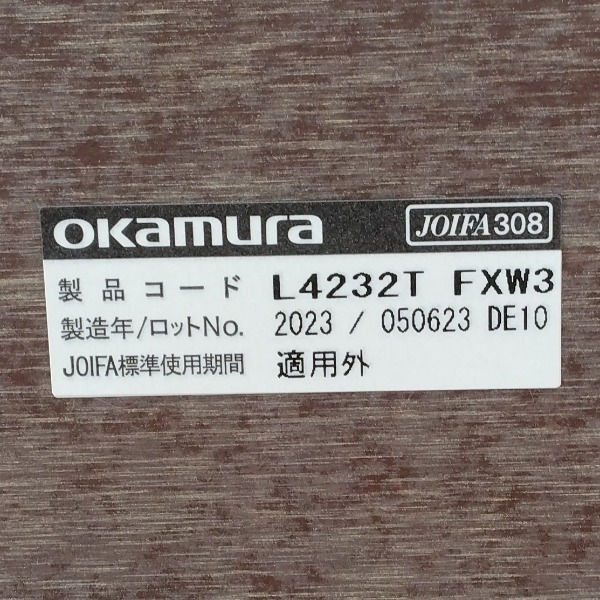 okamura JOIFA308
製品コード L4232T FXW3
製造年/ロットNo. 2023 / 050623 DE10
JOIFA標準使用期間 適用外